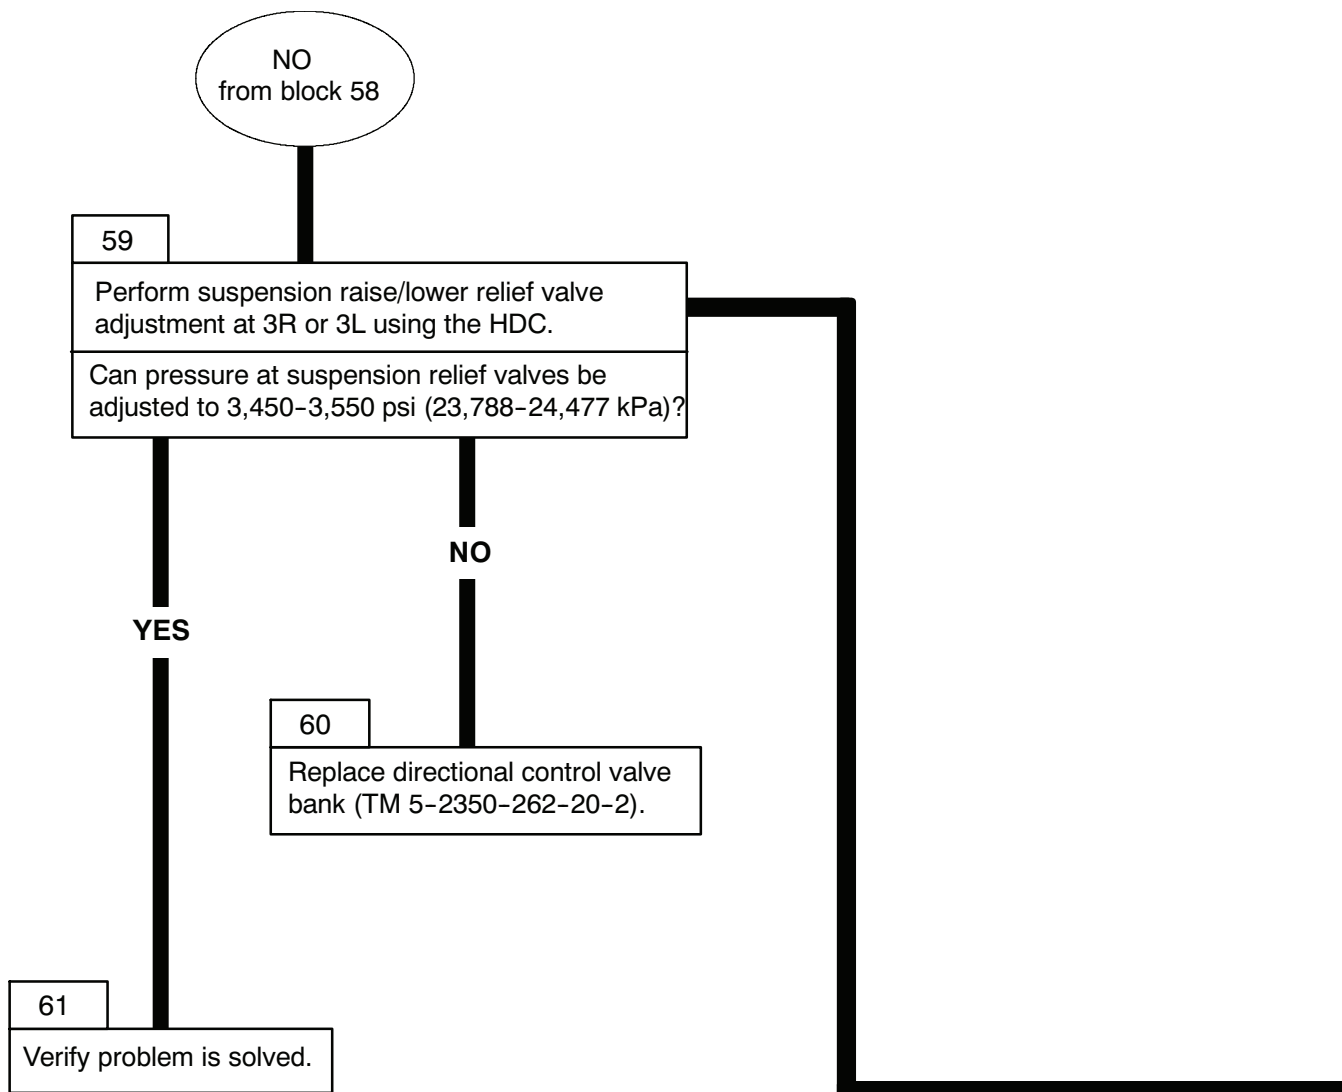 NO
from block 58
59
Perform suspension raise/lower relief valve
adjustment at 3R or 3L using the HDC.
Can pressure at suspension relief valves be
adjusted to 3,450-3,550 psi (23,788-24,477 kPa)?
NO
YES
60
Replace directional control valve
bank (TM 5-2350-262-20-2).
61
Verify problem is solved.